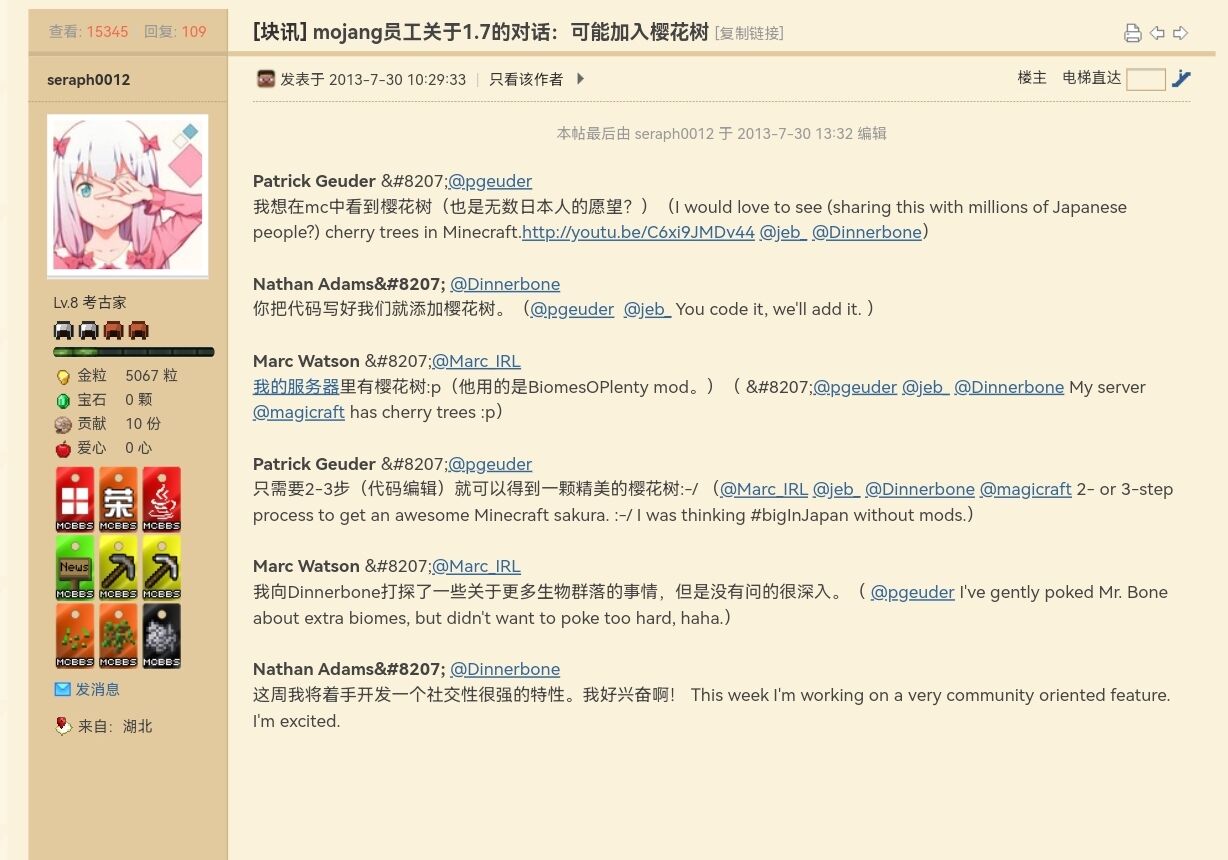 查看: 15345 回复: 109
[块讯] mojang员工关于1.7的对话：可能加入樱花树 [复制链接]
seraph0012
发表于 2013-7-30 10:29:33 | 只看该作者
楼主 电梯直达
本帖最后由 seraph0012 于 2013-7-30 13:32 编辑
Patrick Geuder &#8207;@pgeuder
我想在mc中看到樱花树（也是无数日本人的愿望？）（I would love to see (sharing this with millions of Japanese
people?) cherry trees in Minecraft.http://youtu.be/C6xi9JMDv44 @jeb_ @Dinnerbone）
Nathan Adams&#8207; @Dinnerbone
你把代码写好我们就添加樱花树。（@pgeuder @jeb_ You code it, we'll add it. ）
Marc Watson &#8207;@Marc_IRL
我的服务器里有樱花树:p（他用的是BiomesOPlenty mod。）（ &#8207;@pgeuder @jeb_ @Dinnerbone My server
@magicraft has cherry trees :p）
Patrick Geuder &#8207;@pgeuder
只需要2-3步（代码编辑）就可以得到一颗精美的樱花树:-/ （@Marc_IRL @jeb_ @Dinnerbone @magicraft 2- or 3-step
process to get an awesome Minecraft sakura. :-/ I was thinking #bigInJapan without mods.）
Marc Watson &#8207;@Marc_IRL
我向Dinnerbone打探了一些关于更多生物群落的事情，但是没有问的很深入。（ @pgeuder I've gently poked Mr. Bone
about extra biomes, but didn't want to poke too hard, haha.）
Nathan Adams&#8207; @Dinnerbone
这周我将着手开发一个社交性很强的特性。我好兴奋啊！ This week I'm working on a very community oriented feature.
I'm excited.
Lv.8 考古家
金粒 5067 粒
宝石 0 颗
贡献 10 份
爱心 0 心
MCBBS 荣 MCBBS MCBBS
News MCBBS MCBBS MCBBS
MCBBS MCBBS MCBBS
发消息
来自: 湖北